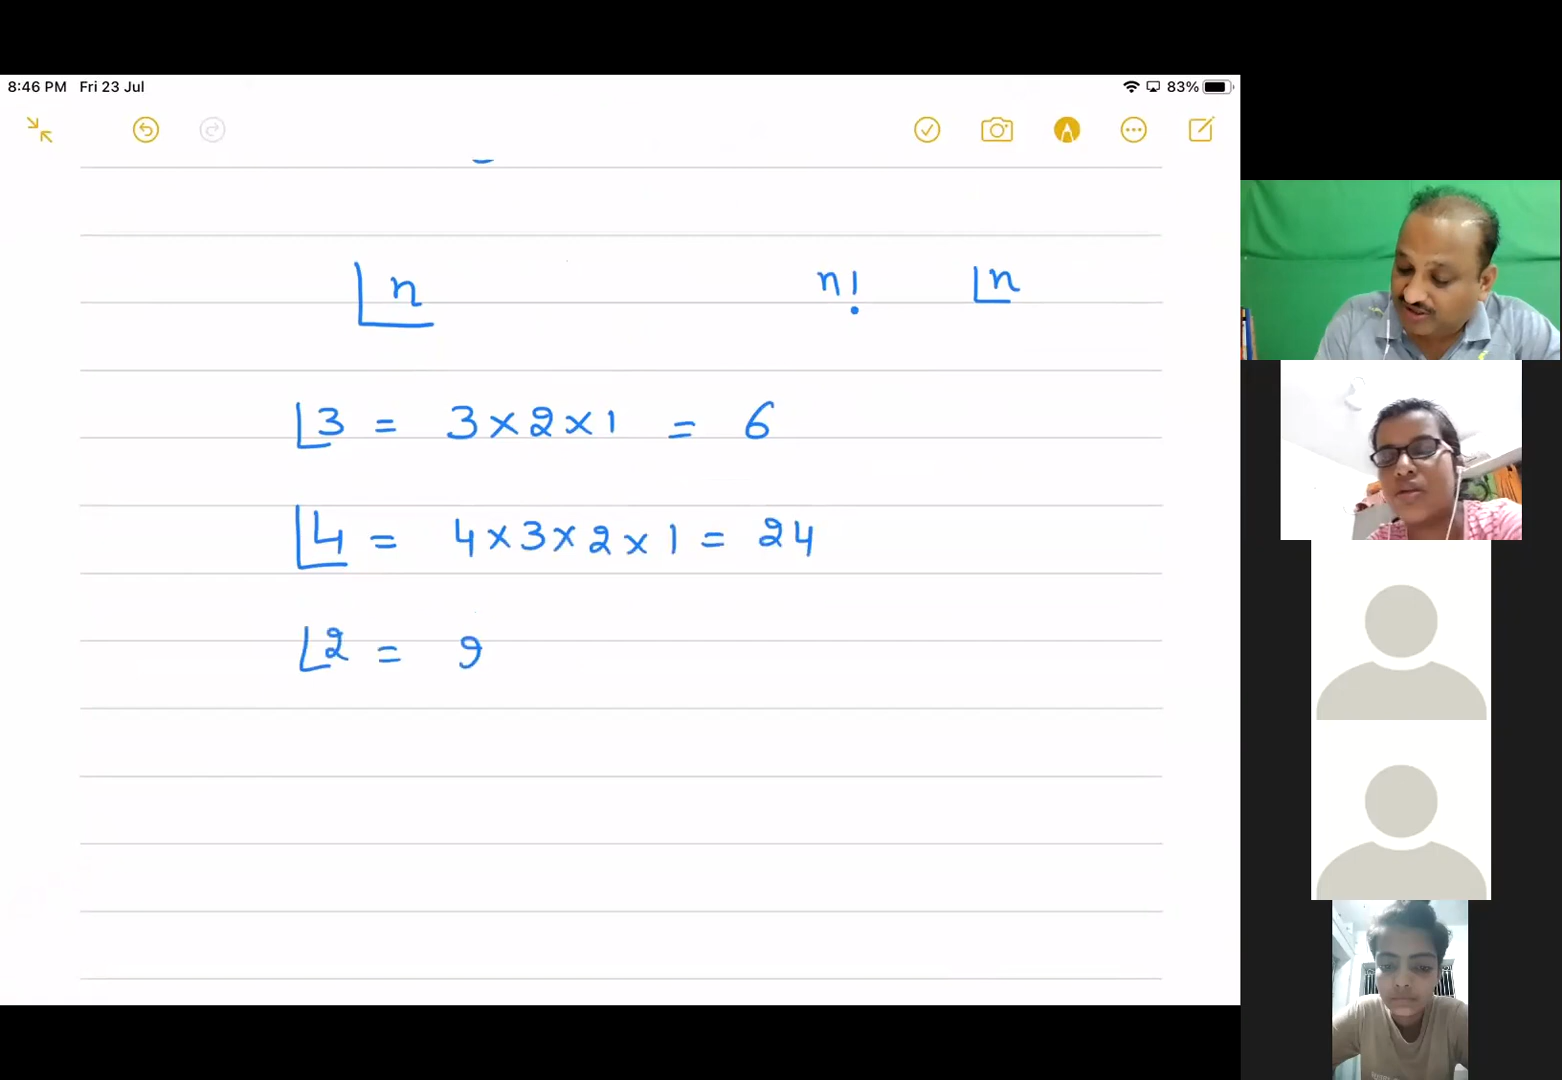 8:46 PM Fri 23 Jul 83%
⌊n n! ⌊n
⌊3 = 3 × 2 × 1 = 6
⌊4 = 4 × 3 × 2 × 1 = 24
⌊2 =